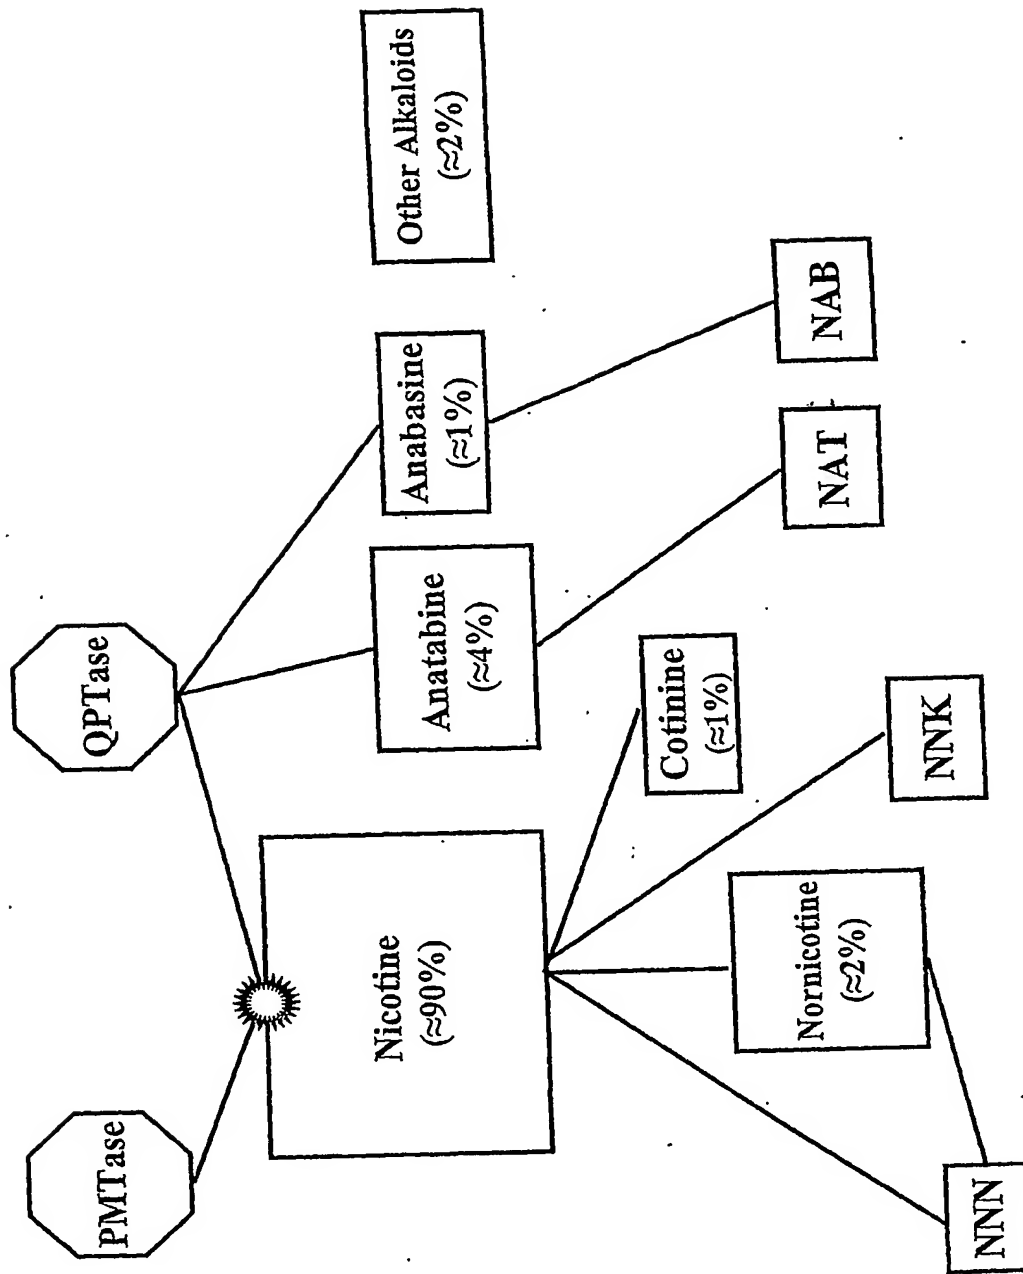 PMTase
QPTase
Nicotine
(≈90%)
Anatabine
(≈4%)
Anabasine
(≈1%)
Other Alkaloids
(≈2%)
Cotinine
(≈1%)
Nornicotine
(≈2%)
NNN
NNK
NAT
NAB